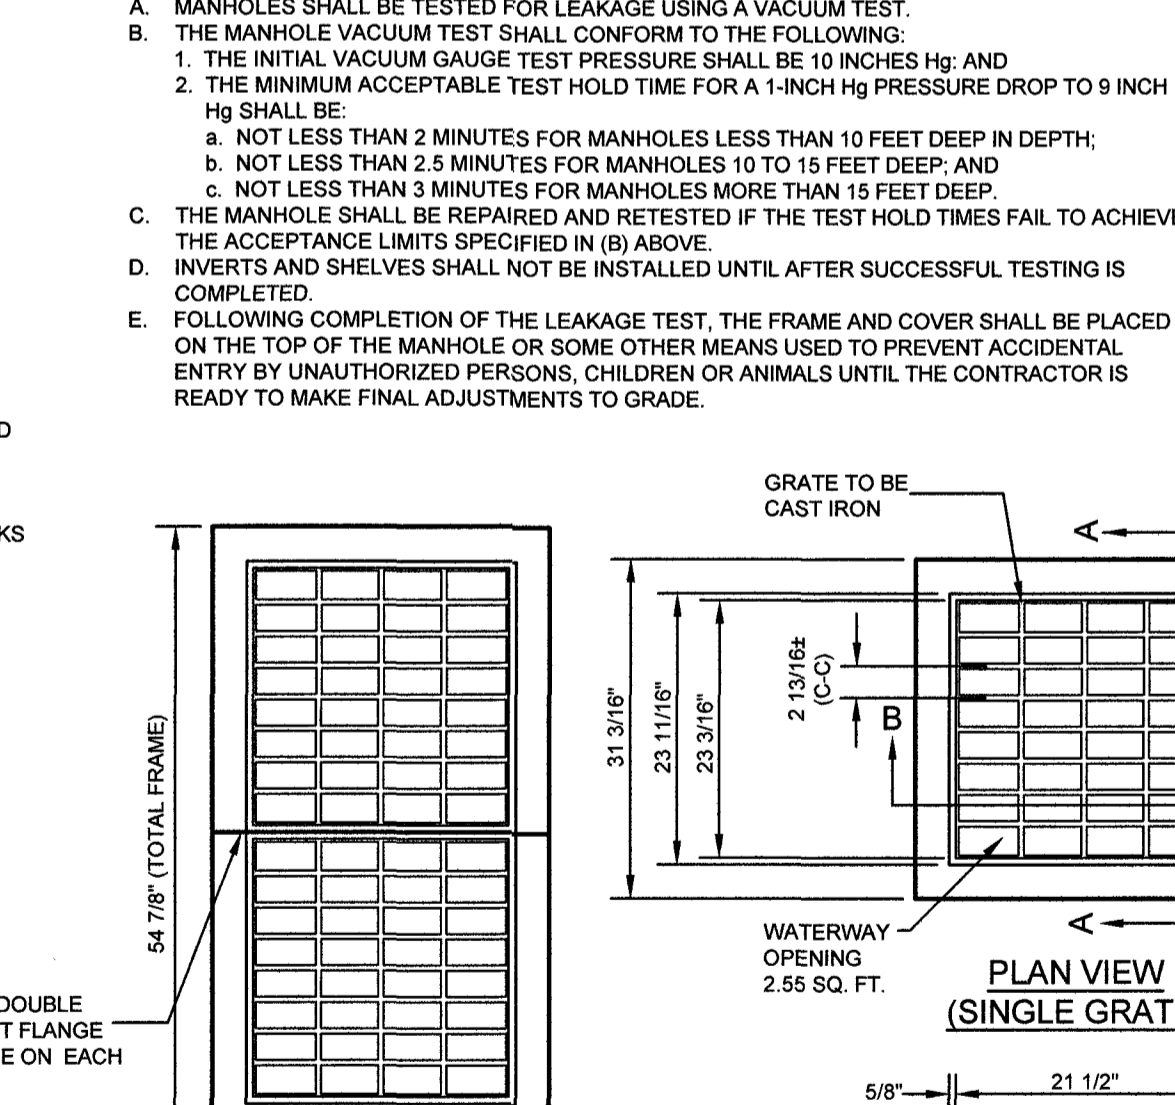 A. MANHOLES SHALL BE TESTED FOR LEAKAGE USING A VACUUM TEST.
B. THE MANHOLE VACUUM TEST SHALL CONFORM TO THE FOLLOWING:
1. THE INITIAL VACUUM GAUGE TEST PRESSURE SHALL BE 10 INCHES Hg: AND
2. THE MINIMUM ACCEPTABLE TEST HOLD TIME FOR A 1-INCH Hg PRESSURE DROP TO 9 INCH
Hg SHALL BE:
a. NOT LESS THAN 2 MINUTES FOR MANHOLES LESS THAN 10 FEET DEEP IN DEPTH;
b. NOT LESS THAN 2.5 MINUTES FOR MANHOLES 10 TO 15 FEET DEEP; AND
c. NOT LESS THAN 3 MINUTES FOR MANHOLES MORE THAN 15 FEET DEEP.
C. THE MANHOLE SHALL BE REPAIRED AND RETESTED IF THE TEST HOLD TIMES FAIL TO ACHIEVE
THE ACCEPTANCE LIMITS SPECIFIED IN (B) ABOVE.
D. INVERTS AND SHELVES SHALL NOT BE INSTALLED UNTIL AFTER SUCCESSFUL TESTING IS
COMPLETED.
E. FOLLOWING COMPLETION OF THE LEAKAGE TEST, THE FRAME AND COVER SHALL BE PLACED
ON THE TOP OF THE MANHOLE OR SOME OTHER MEANS USED TO PREVENT ACCIDENTAL
ENTRY BY UNAUTHORIZED PERSONS, CHILDREN OR ANIMALS UNTIL THE CONTRACTOR IS
READY TO MAKE FINAL ADJUSTMENTS TO GRADE.
D
KS
54 7/8" (TOTAL FRAME)
DOUBLE
T FLANGE
E ON EACH
GRATE TO BE
CAST IRON
A
31 3/16"
23 11/16"
23 3/16"
2 13/16±
(C-C)
B
WATERWAY
OPENING
2.55 SQ. FT.
A
PLAN VIEW
(SINGLE GRAT
5/8"
21 1/2"